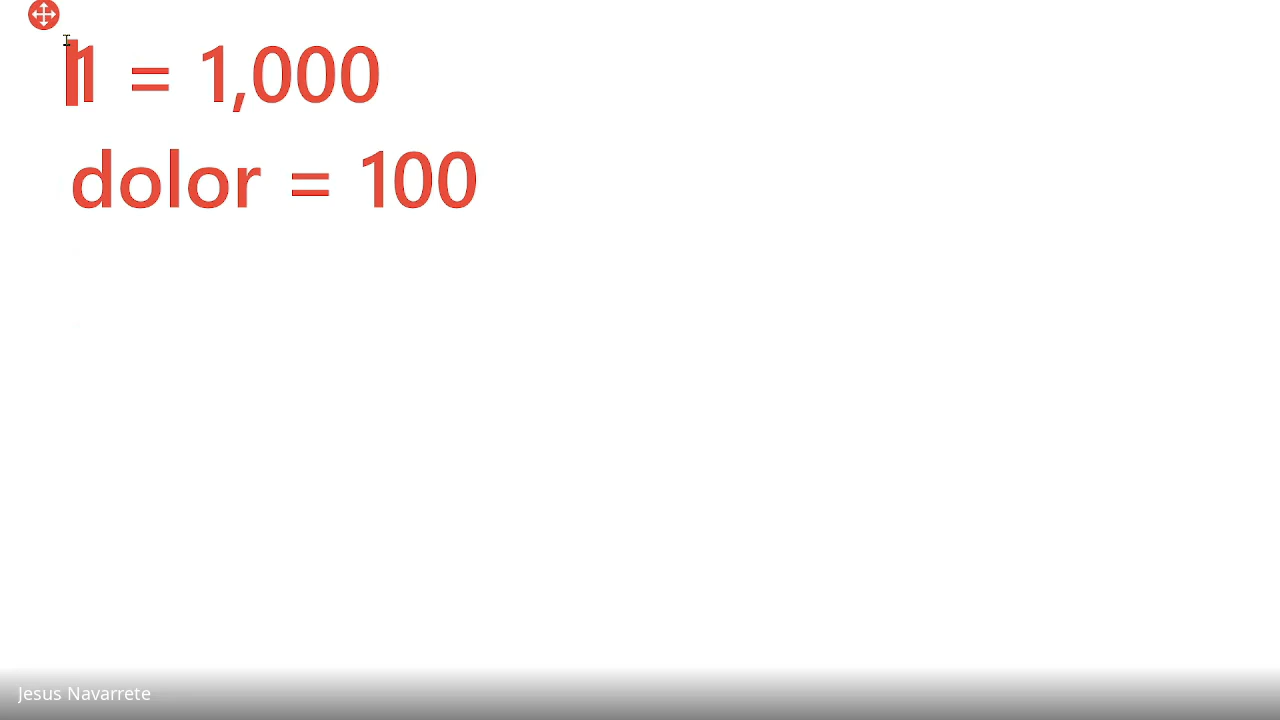 1 = 1,000
dolor = 100
Jesus Navarrete